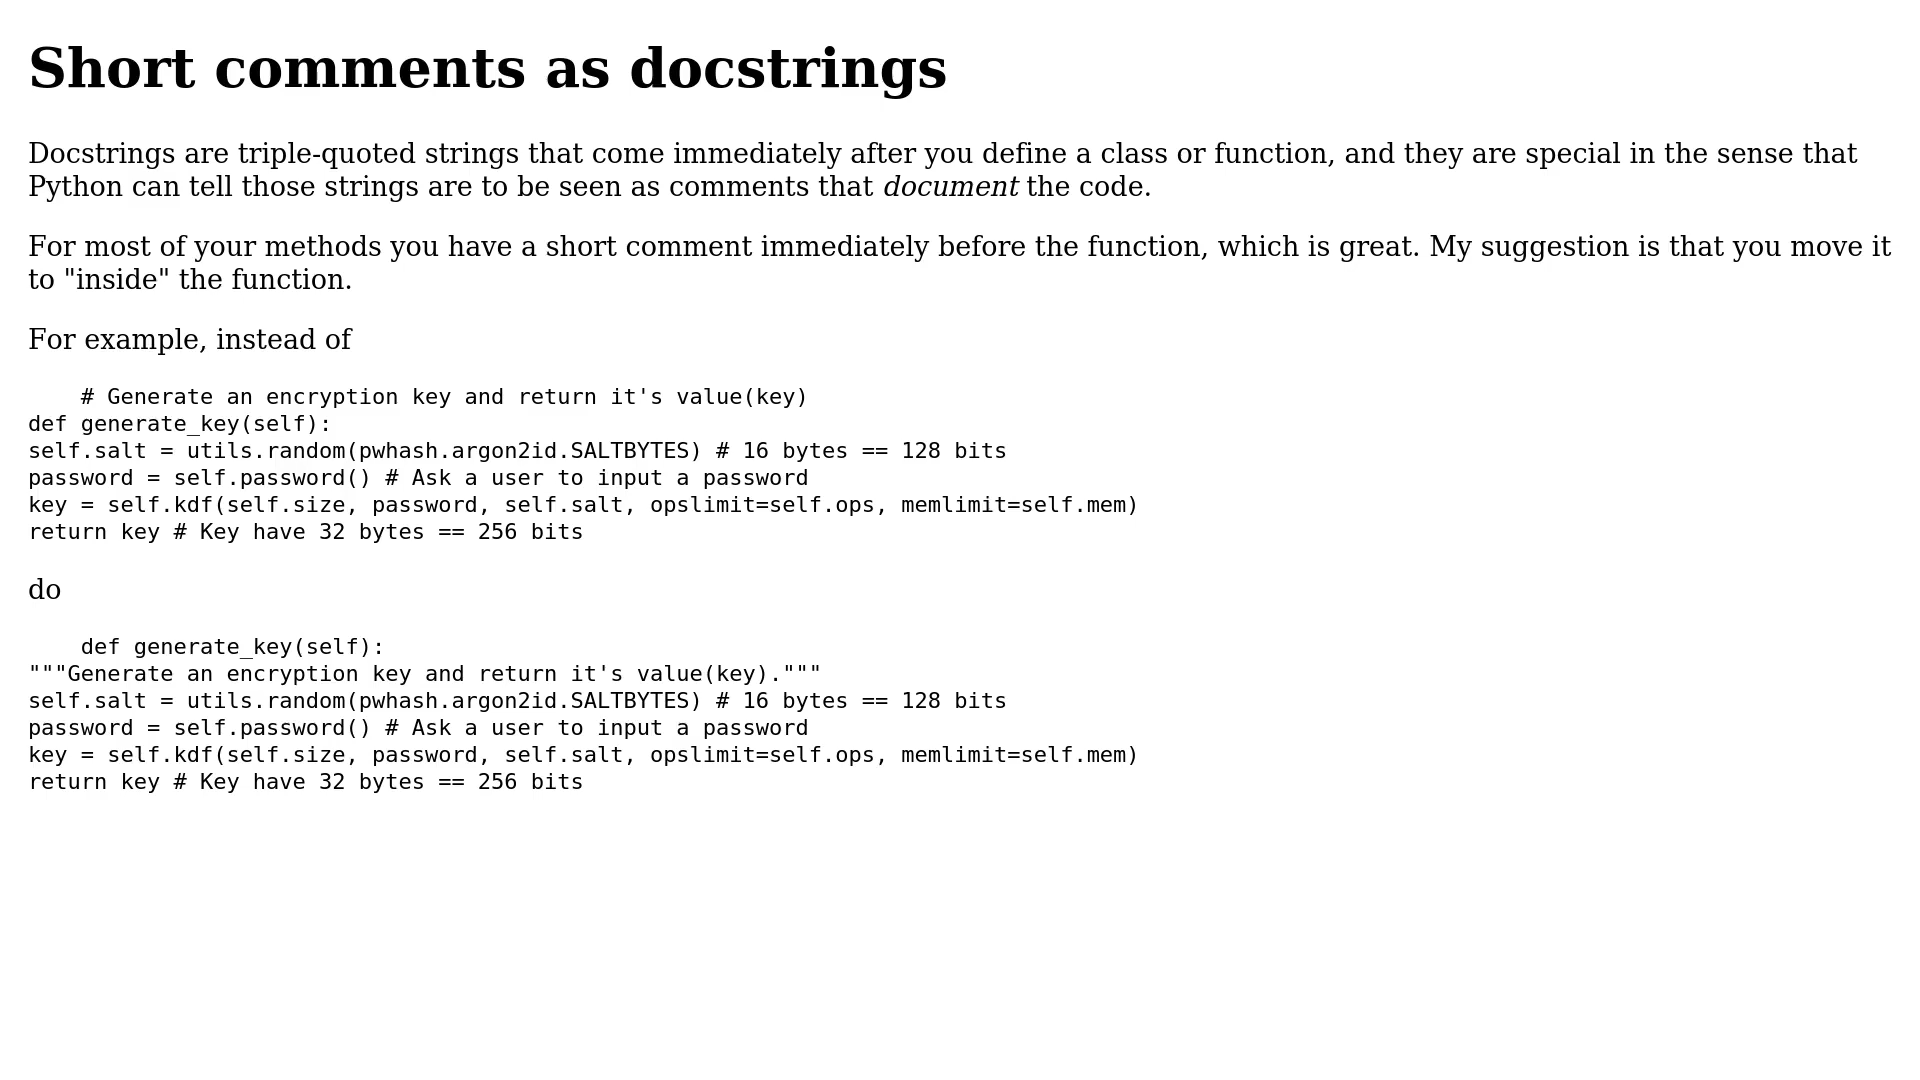 Short comments as docstrings
Docstrings are triple-quoted strings that come immediately after you define a class or function, and they are special in the sense that
Python can tell those strings are to be seen as comments that document the code.
For most of your methods you have a short comment immediately before the function, which is great. My suggestion is that you move it
to "inside" the function.
For example, instead of
    # Generate an encryption key and return it's value(key)
def generate_key(self):
self.salt = utils.random(pwhash.argon2id.SALTBYTES) # 16 bytes == 128 bits
password = self.password() # Ask a user to input a password
key = self.kdf(self.size, password, self.salt, opslimit=self.ops, memlimit=self.mem)
return key # Key have 32 bytes == 256 bits
do
    def generate_key(self):
"""Generate an encryption key and return it's value(key)."""
self.salt = utils.random(pwhash.argon2id.SALTBYTES) # 16 bytes == 128 bits
password = self.password() # Ask a user to input a password
key = self.kdf(self.size, password, self.salt, opslimit=self.ops, memlimit=self.mem)
return key # Key have 32 bytes == 256 bits